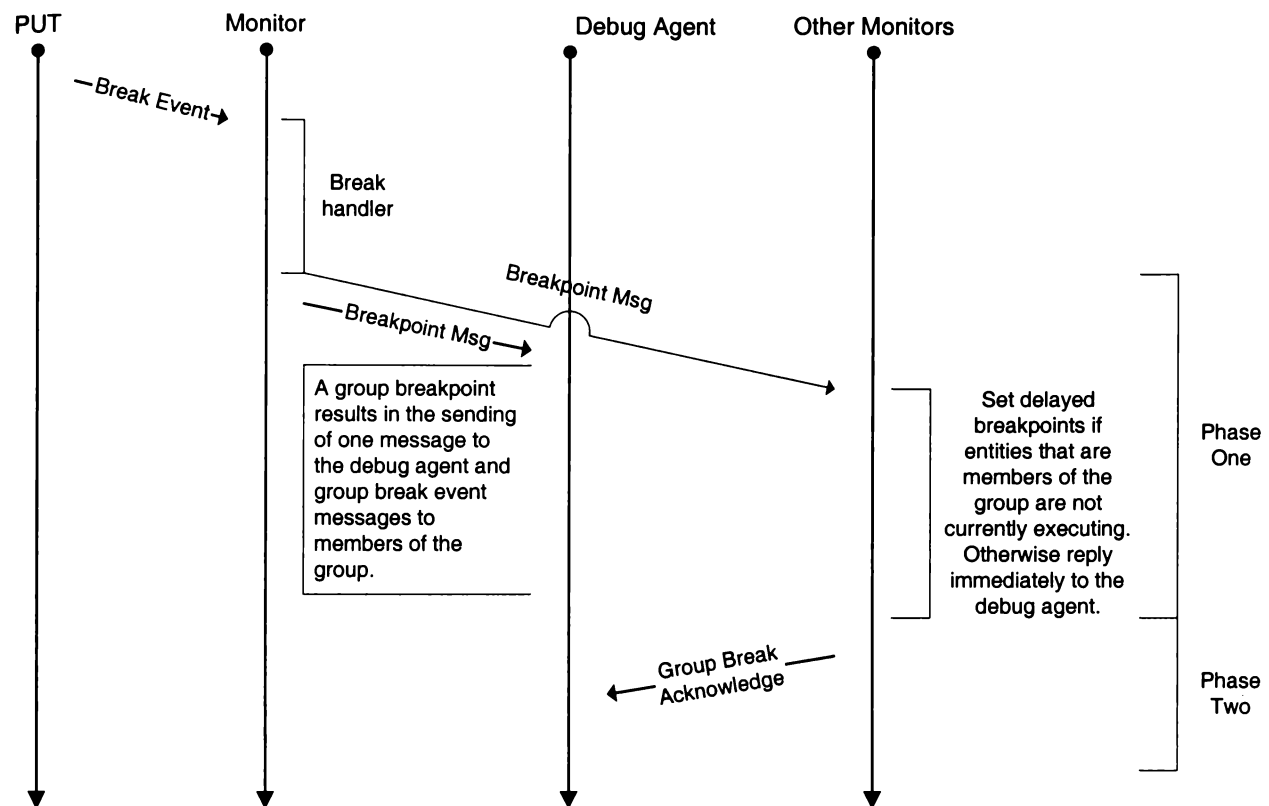 PUT
Monitor
Debug Agent
Other Monitors
Break Event
Break
handler
Breakpoint Msg
Breakpoint Msg
A group breakpoint
results in the sending
of one message to
the debug agent and
group break event
messages to
members of the
group.
Set delayed
breakpoints if
entities that are
members of the
group are not
currently executing.
Otherwise reply
immediately to the
debug agent.
Phase
One
Group Break
Acknowledge
Phase
Two